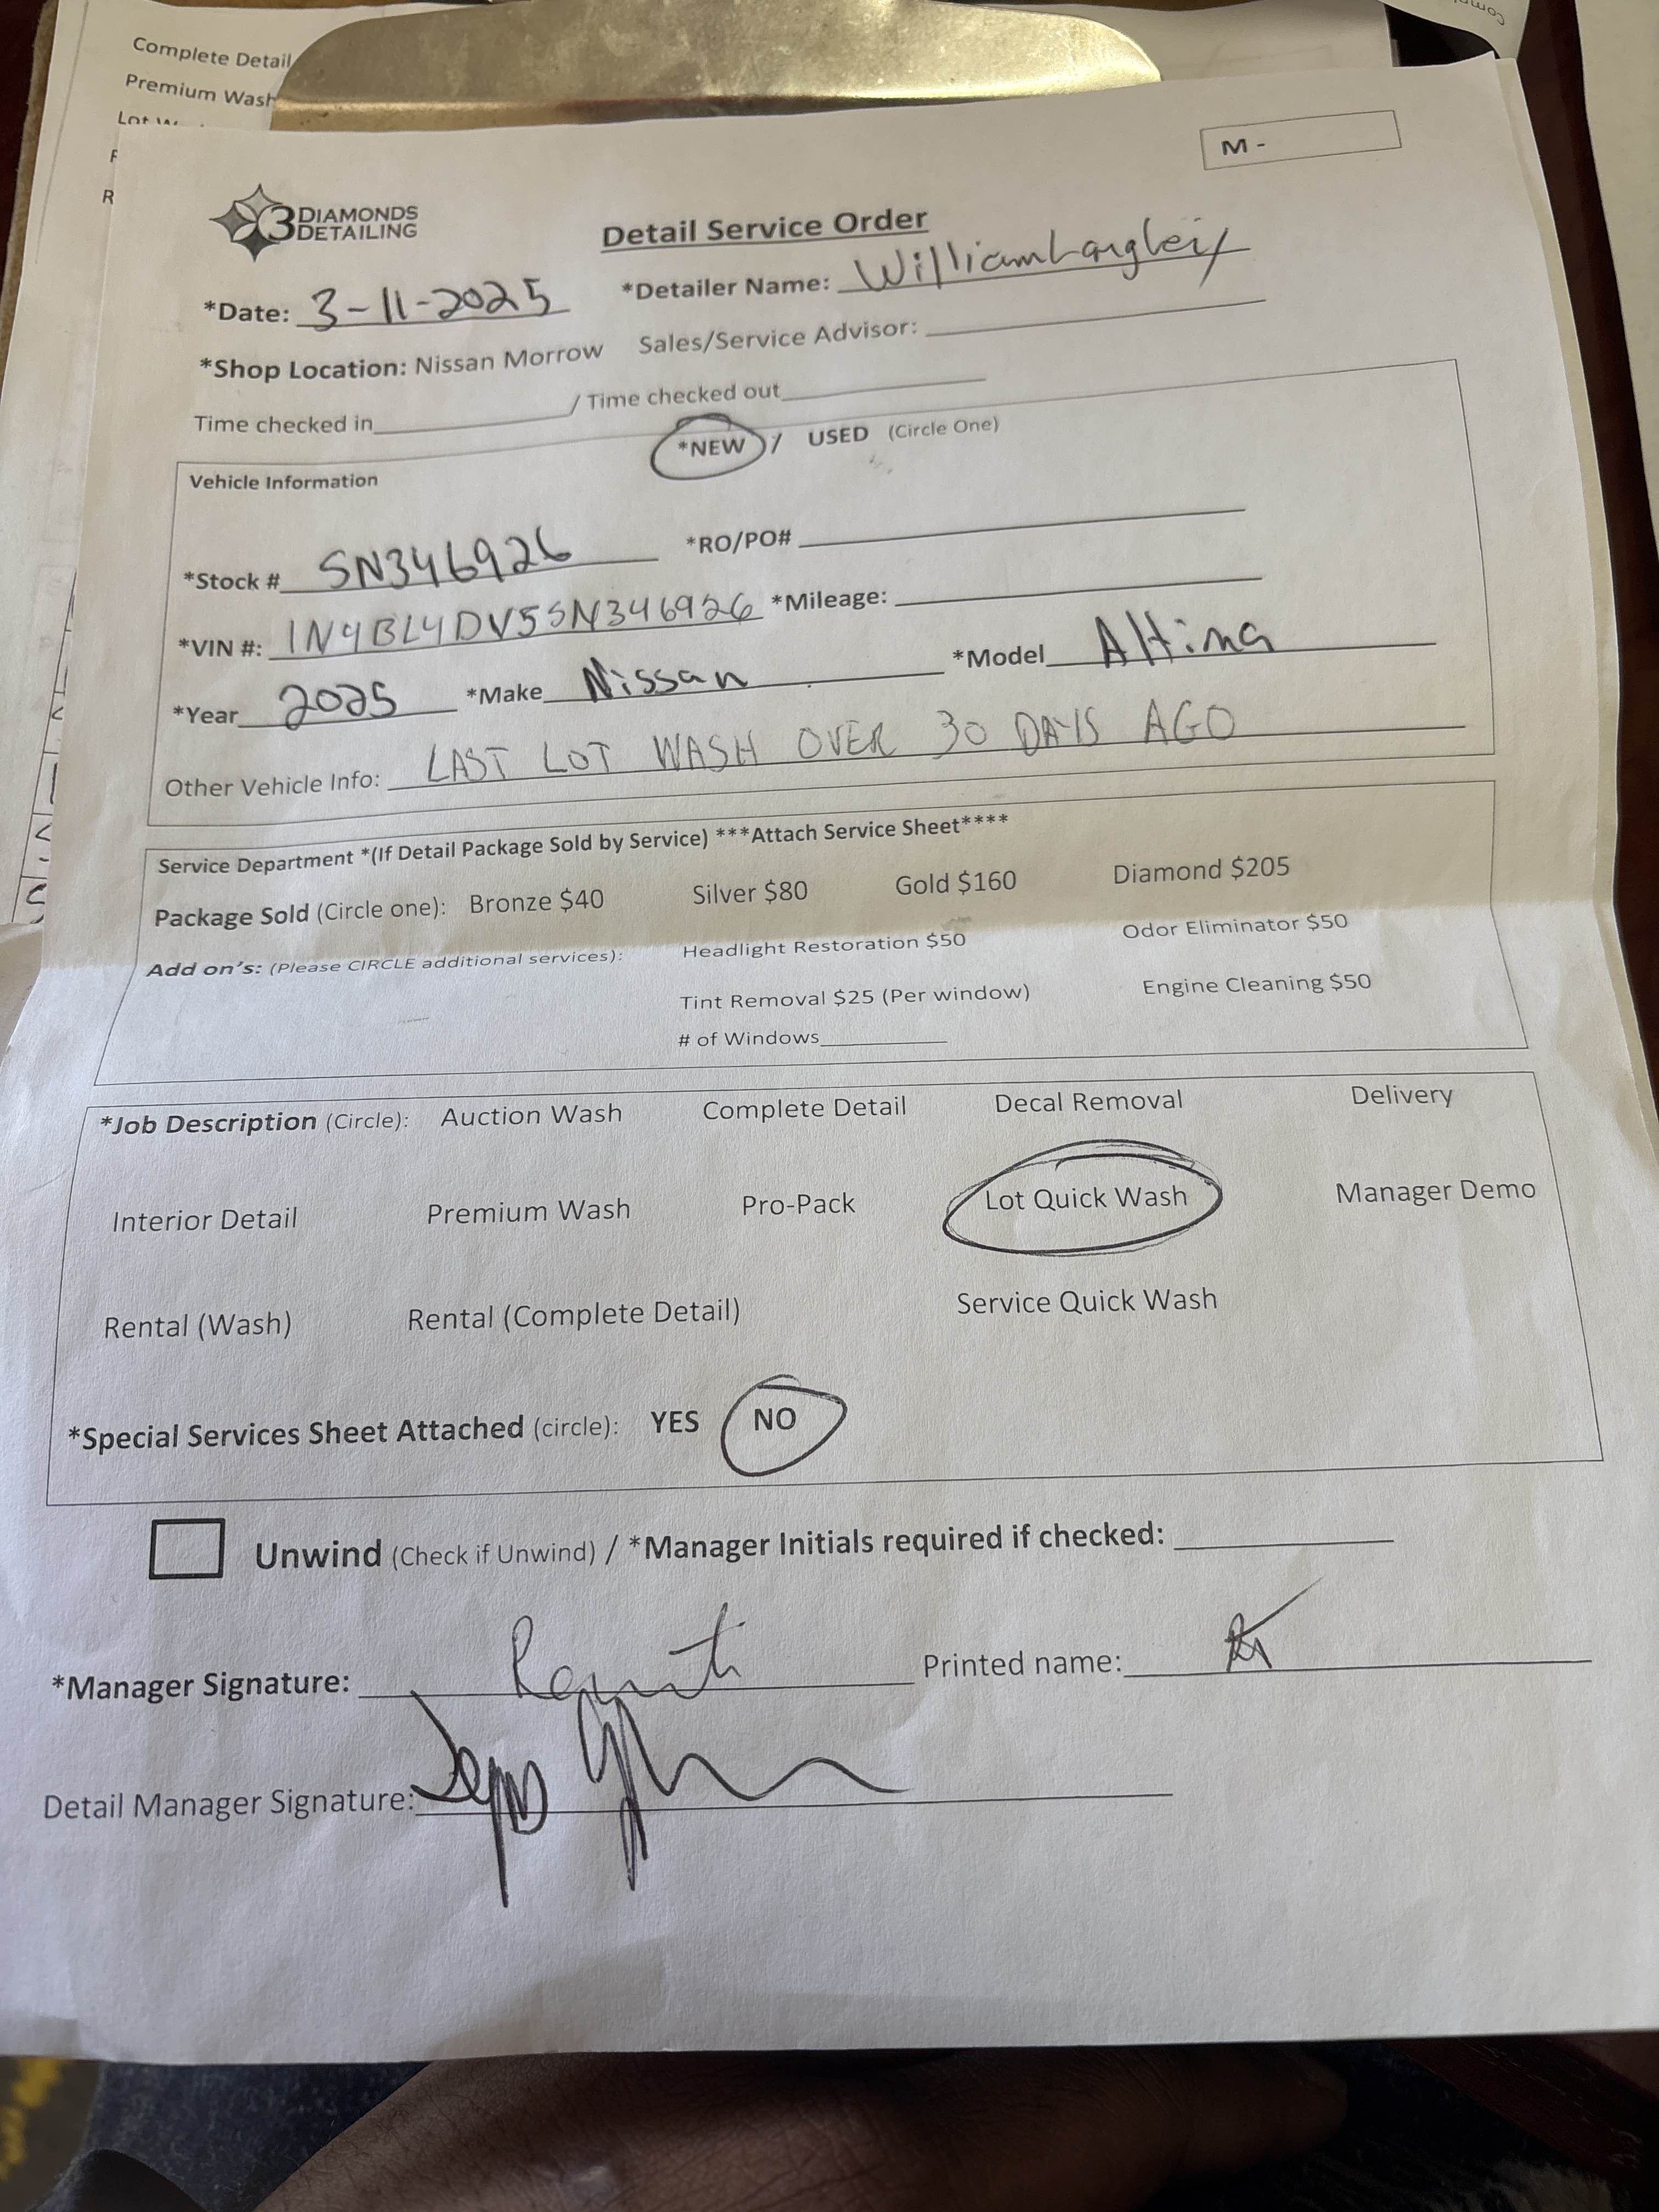 Complete Detail
Premium Wash
Lot
M -
3 DIAMONDS
DETAILING
Detail Service Order
*Date: 3-11-2025 *Detailer Name: William Langley
*Shop Location: Nissan Morrow Sales/Service Advisor:
Time checked in / Time checked out
*NEW / USED (Circle One)
Vehicle Information
*Stock # SN346926 *RO/PO#
*VIN #: 1N4BL4DV5SN346926 *Mileage:
*Year 2025 *Make Nissan *Model Altima
Other Vehicle Info: LAST LOT WASH OVER 30 DAYS AGO
Service Department *(If Detail Package Sold by Service) ***Attach Service Sheet****
Package Sold (Circle one): Bronze $40 Silver $80 Gold $160 Diamond $205
Add on's: (Please CIRCLE additional services): Headlight Restoration $50 Odor Eliminator $50
Tint Removal $25 (Per window) Engine Cleaning $50
# of Windows
*Job Description (Circle): Auction Wash Complete Detail Decal Removal Delivery
Interior Detail Premium Wash Pro-Pack Lot Quick Wash Manager Demo
Rental (Wash) Rental (Complete Detail) Service Quick Wash
*Special Services Sheet Attached (circle): YES NO
Unwind (Check if Unwind) / *Manager Initials required if checked:
*Manager Signature: Printed name:
Detail Manager Signature: